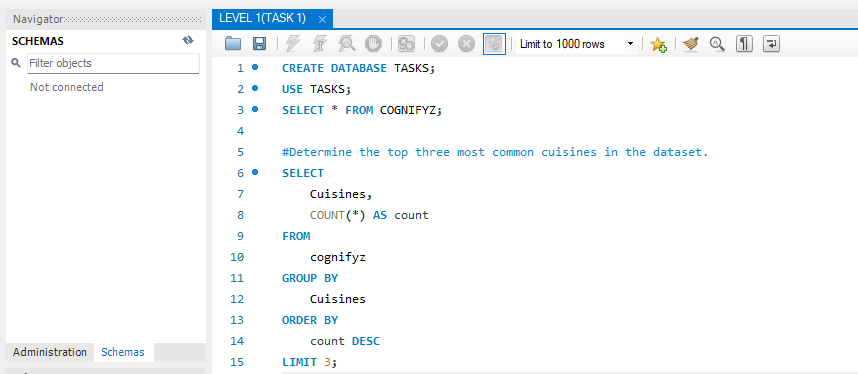 Navigator
SCHEMAS
Filter objects
Not connected
Administration Schemas
LEVEL 1(TASK 1)
Limit to 1000 rows
1 CREATE DATABASE TASKS;
2 USE TASKS;
3 SELECT * FROM COGNIFYZ;
4
5 #Determine the top three most common cuisines in the dataset.
6 SELECT
7 Cuisines,
8 COUNT(*) AS count
9 FROM
10 cognifyz
11 GROUP BY
12 Cuisines
13 ORDER BY
14 count DESC
15 LIMIT 3;